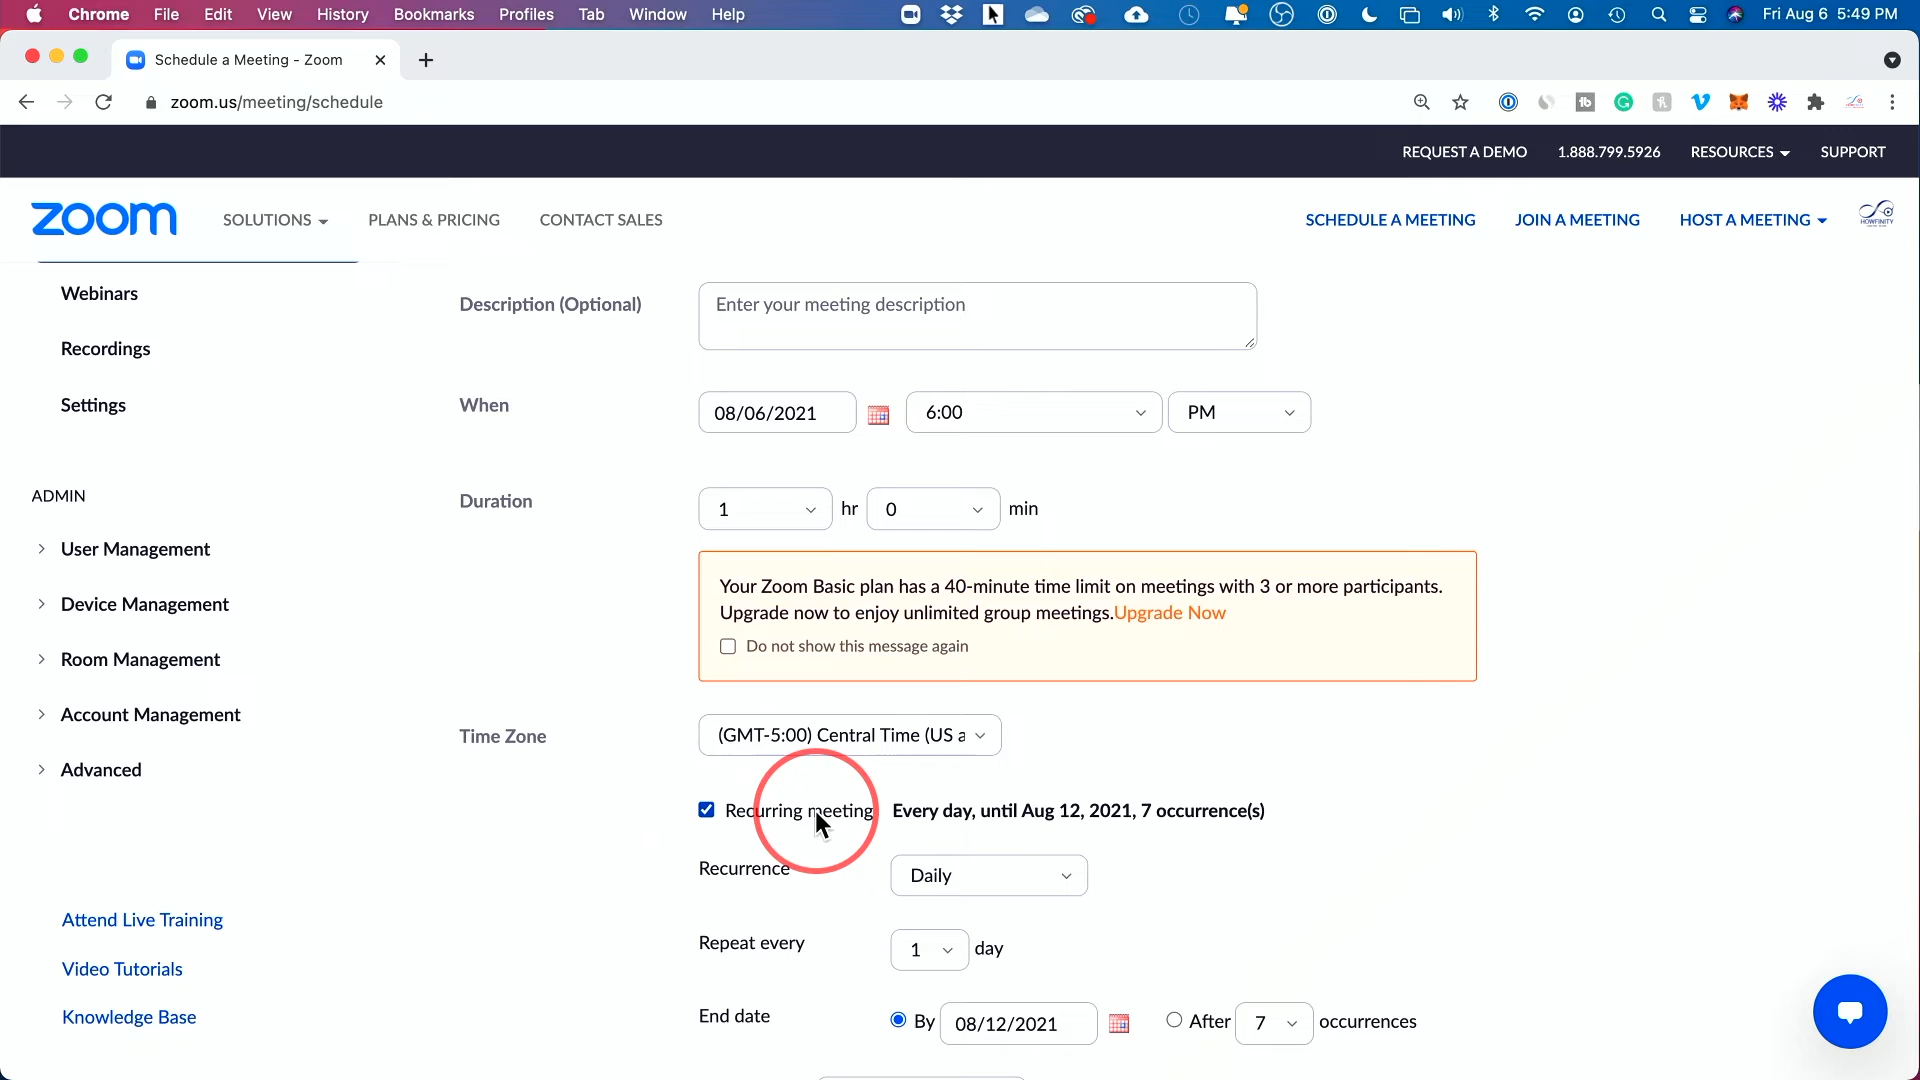 Chrome File Edit View History Bookmarks Profiles Tab Window Help Fri Aug 6 5:49 PM
Schedule a Meeting - Zoom
zoom.us/meeting/schedule
REQUEST A DEMO 1.888.799.5926 RESOURCES SUPPORT
zoom SOLUTIONS PLANS & PRICING CONTACT SALES SCHEDULE A MEETING JOIN A MEETING HOST A MEETING HOWFINITY
Webinars
Recordings
Settings
ADMIN
User Management
Device Management
Room Management
Account Management
Advanced
Attend Live Training
Video Tutorials
Knowledge Base
Description (Optional) Enter your meeting description
When 08/06/2021 6:00 PM
Duration 1 hr 0 min
Your Zoom Basic plan has a 40-minute time limit on meetings with 3 or more participants.
Upgrade now to enjoy unlimited group meetings.Upgrade Now
Do not show this message again
Time Zone (GMT-5:00) Central Time (US a
Recurring meeting Every day, until Aug 12, 2021, 7 occurrence(s)
Recurrence Daily
Repeat every 1 day
End date By 08/12/2021 After 7 occurrences